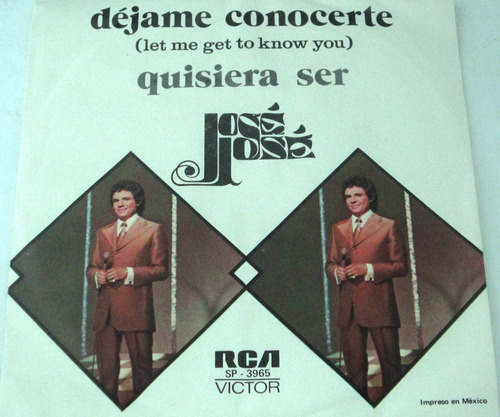 déjame conocerte
(let me get to know you)
quisiera ser
José
José
RCA
SP - 3965
VICTOR
Impreso en México